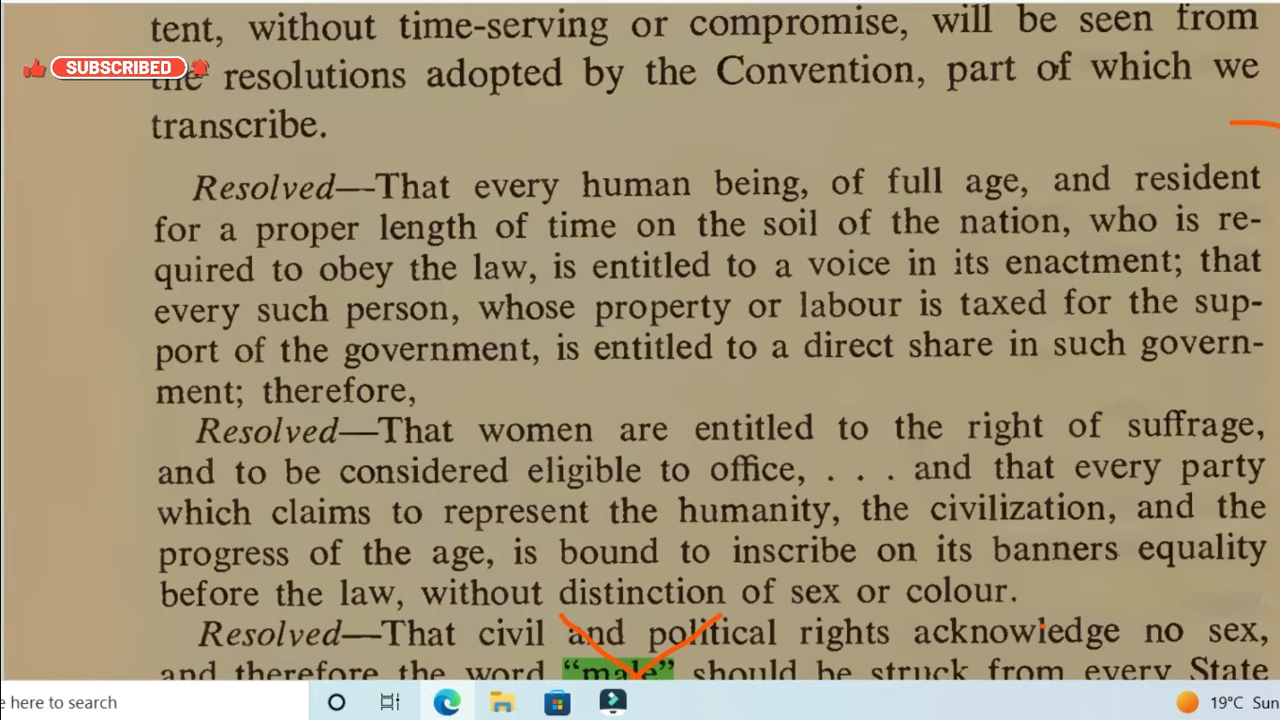 tent, without time-serving or compromise, will be seen from
SUBSCRIBED
the resolutions adopted by the Convention, part of which we
transcribe.
Resolved—That every human being, of full age, and resident
for a proper length of time on the soil of the nation, who is re-
quired to obey the law, is entitled to a voice in its enactment; that
every such person, whose property or labour is taxed for the sup-
port of the government, is entitled to a direct share in such govern-
ment; therefore,
Resolved—That women are entitled to the right of suffrage,
and to be considered eligible to office, . . . and that every party
which claims to represent the humanity, the civilization, and the
progress of the age, is bound to inscribe on its banners equality
before the law, without distinction of sex or colour.
Resolved—That civil and political rights acknowledge no sex,
and therefore the word “male” should be struck from every State
e here to search
19°C Sun